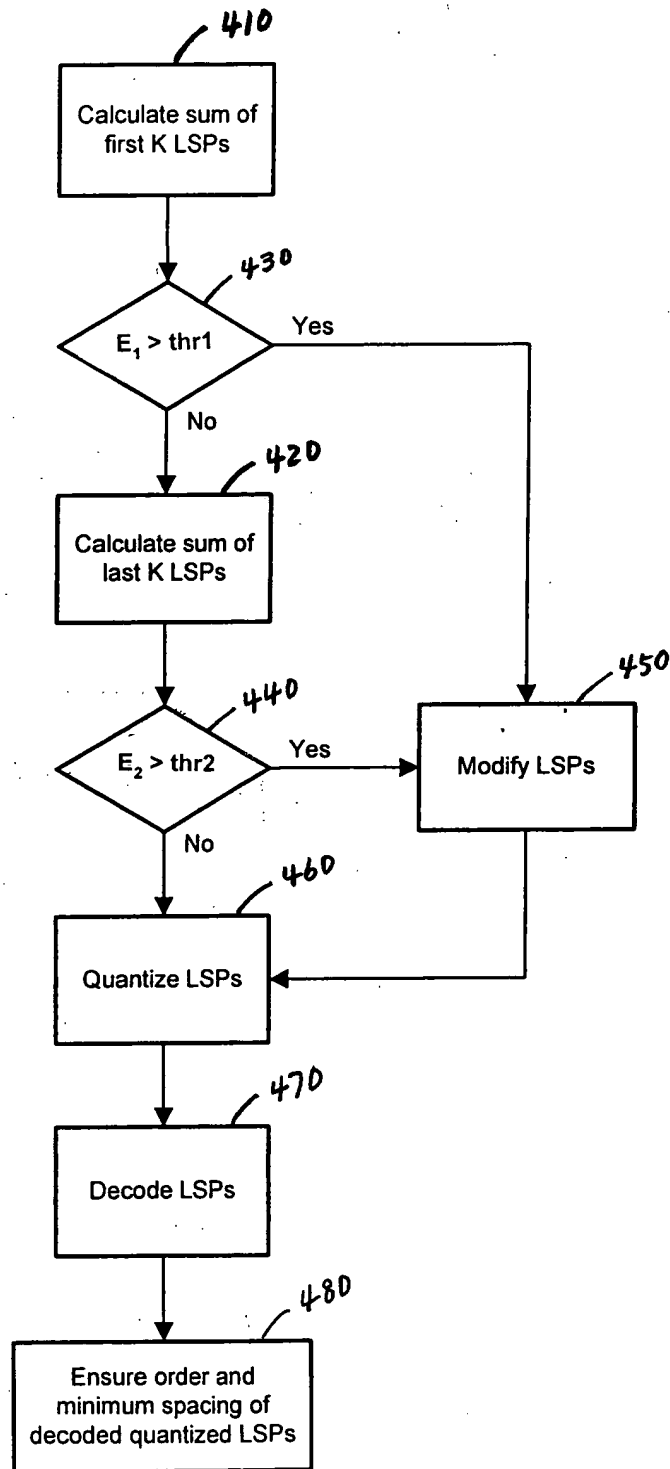 410
Calculate sum of
first K LSPs
430
E₁ > thr1
Yes
No
420
Calculate sum of
last K LSPs
440
E₂ > thr2
Yes
450
Modify LSPs
No
460
Quantize LSPs
470
Decode LSPs
480
Ensure order and
minimum spacing of
decoded quantized LSPs